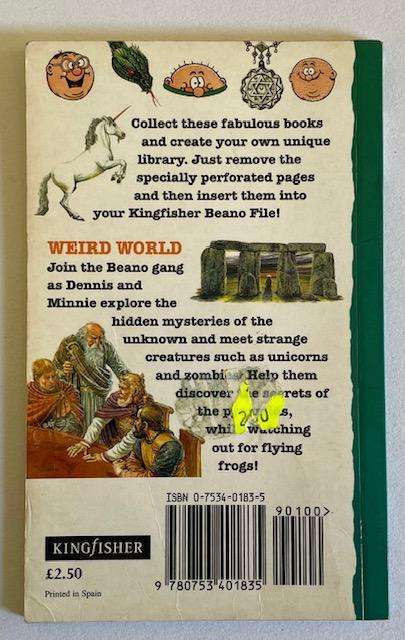 Collect these fabulous books
and create your own unique
library. Just remove the
specially perforated pages
and then insert them into
your Kingfisher Beano File!
WEIRD WORLD
Join the Beano gang
as Dennis and
Minnie explore the
hidden mysteries of the
unknown and meet strange
creatures such as unicorns
and Help them
discover secrets of
the
watching
out for flying
frogs!
ISBN 0-7534-0183-5
90100>
KINGFISHER
£2.50
Printed in Spain
9 780753 401835